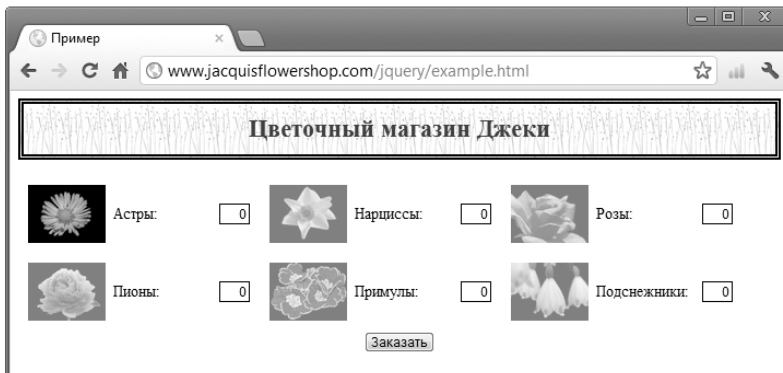 Пример
www.jacquisflowershop.com/jquery/example.html
Цветочный магазин Джеки
Астры: 0 Нарциссы: 0 Розы: 0
Пионы: 0 Примулы: 0 Подснежники: 0
Заказать